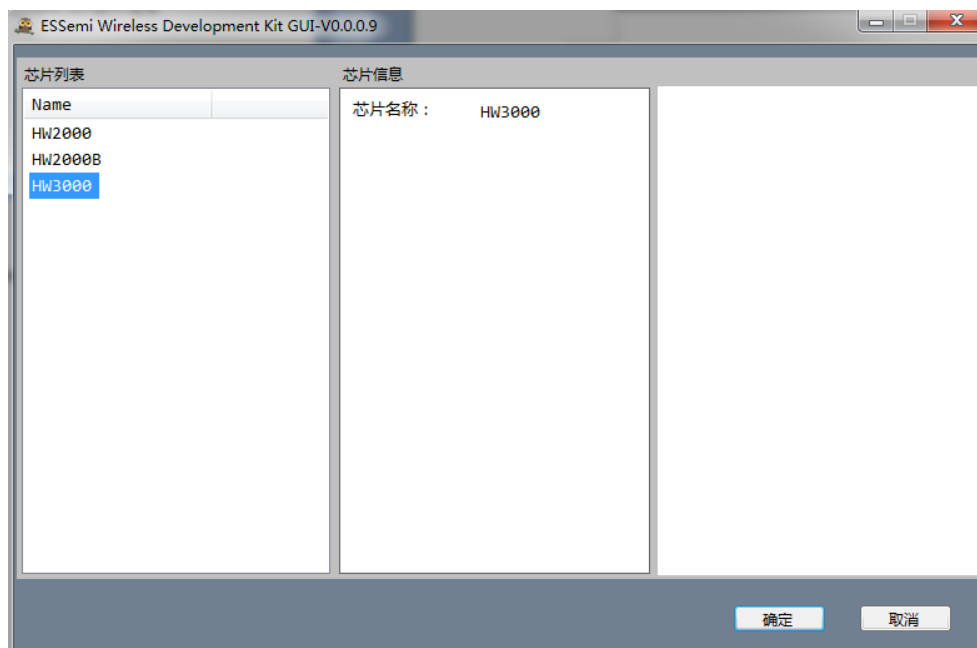 ESSemi Wireless Development Kit GUI-V0.0.0.9
芯片列表
芯片信息
Name
HW2000
HW2000B
HW3000
芯片名称： HW3000
确定
取消